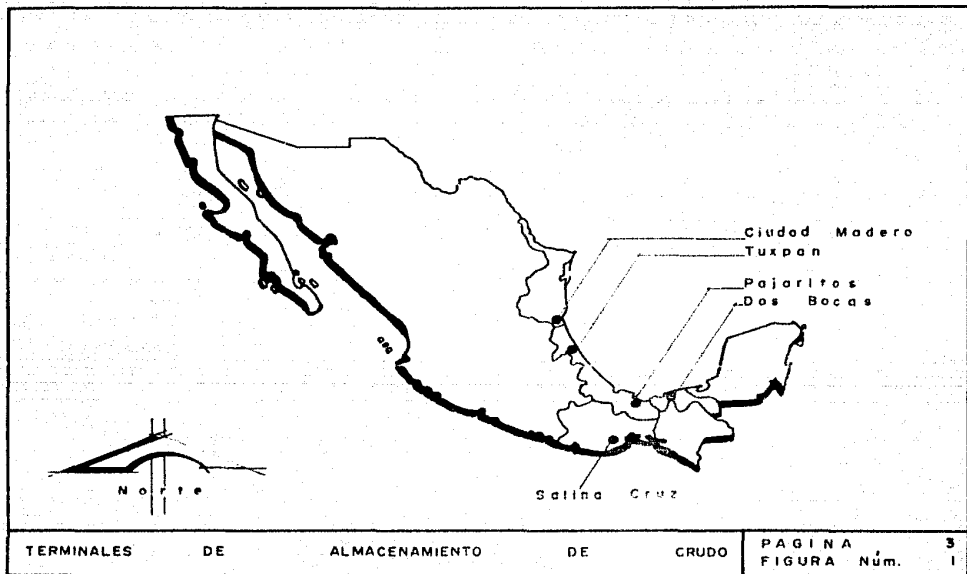 Ciudad Madero
Tuxpan
Pajaritos
Dos Bocas
Norte
Salina Cruz
TERMINALES DE ALMACENAMIENTO DE CRUDO
PAGINA 3
FIGURA Núm. 1